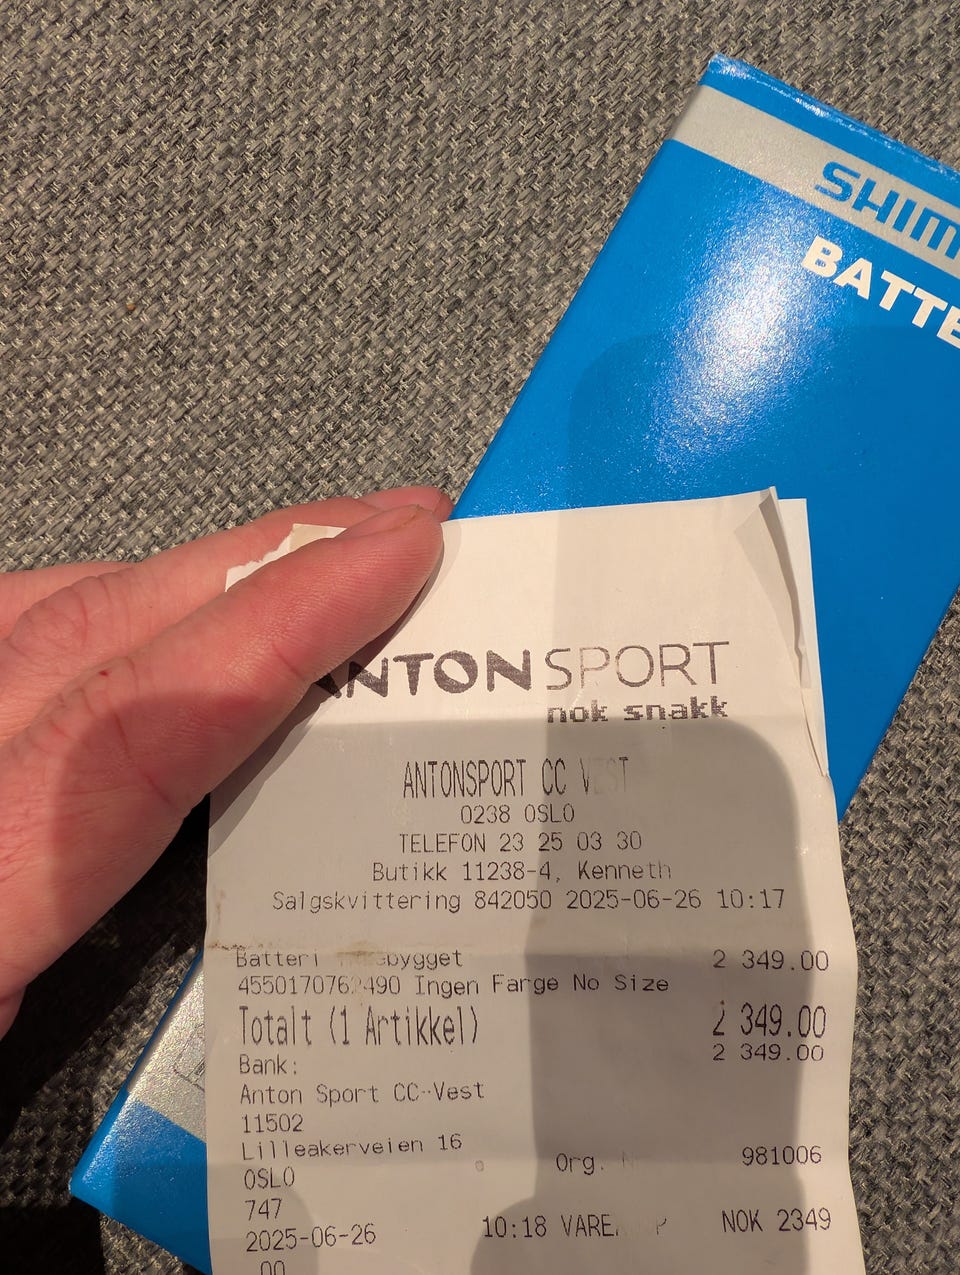 SHIM
BATTE
ANTONSPORT
nok snakk
ANTONSPORT CC VEST
0238 OSLO
TELEFON 23 25 03 30
Butikk 11238-4, Kenneth
Salgskvittering 842050 2025-06-26 10:17
Batteri 2 349.00
Ingen Farge No Size
Totalt (1 Artikkel) 2 349.00
2 349.00
Bank:
Anton Sport CC-Vest
11502
Lilleakerveien 16
OSLO Org. 981006
747
2025-06-26 10:18 NOK 2349
00